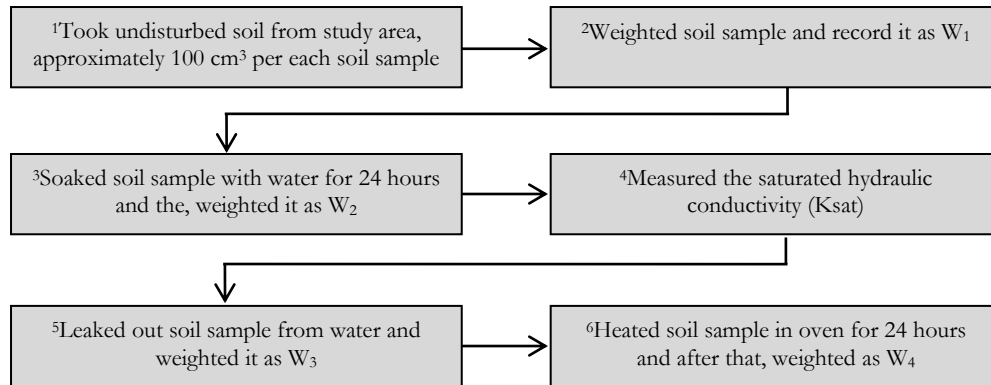 ¹Took undisturbed soil from study area,
approximately 100 cm³ per each soil sample
²Weighted soil sample and record it as W₁
³Soaked soil sample with water for 24 hours
and the, weighted it as W₂
⁴Measured the saturated hydraulic
conductivity (Ksat)
⁵Leaked out soil sample from water and
weighted it as W₃
⁶Heated soil sample in oven for 24 hours
and after that, weighted as W₄